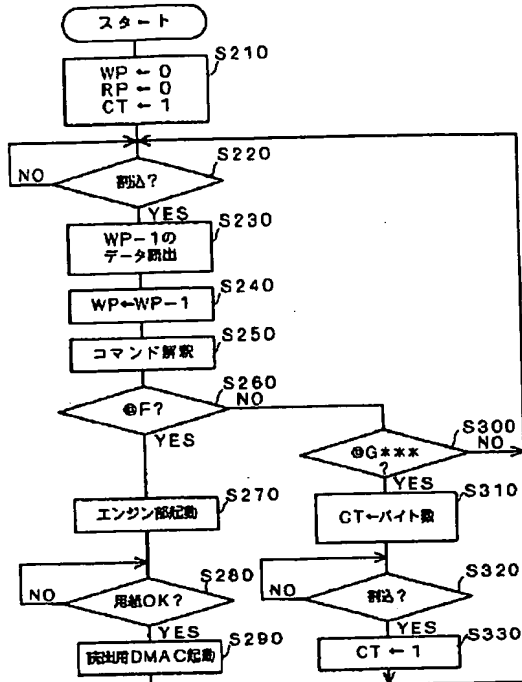 スタート
S210
WP←0
RP←0
CT←1
S220
割込?
NO
YES
S230
WP-1の
データ読出
S240
WP←WP-1
S250
コマンド解釈
S260
@F?
NO
YES
S300
@G***
?
NO
YES
S270
エンジン部起動
S310
CT←バイト数
S280
用紙OK?
NO
YES
S320
割込?
NO
YES
S290
読出用DMAC起動
S330
CT←1